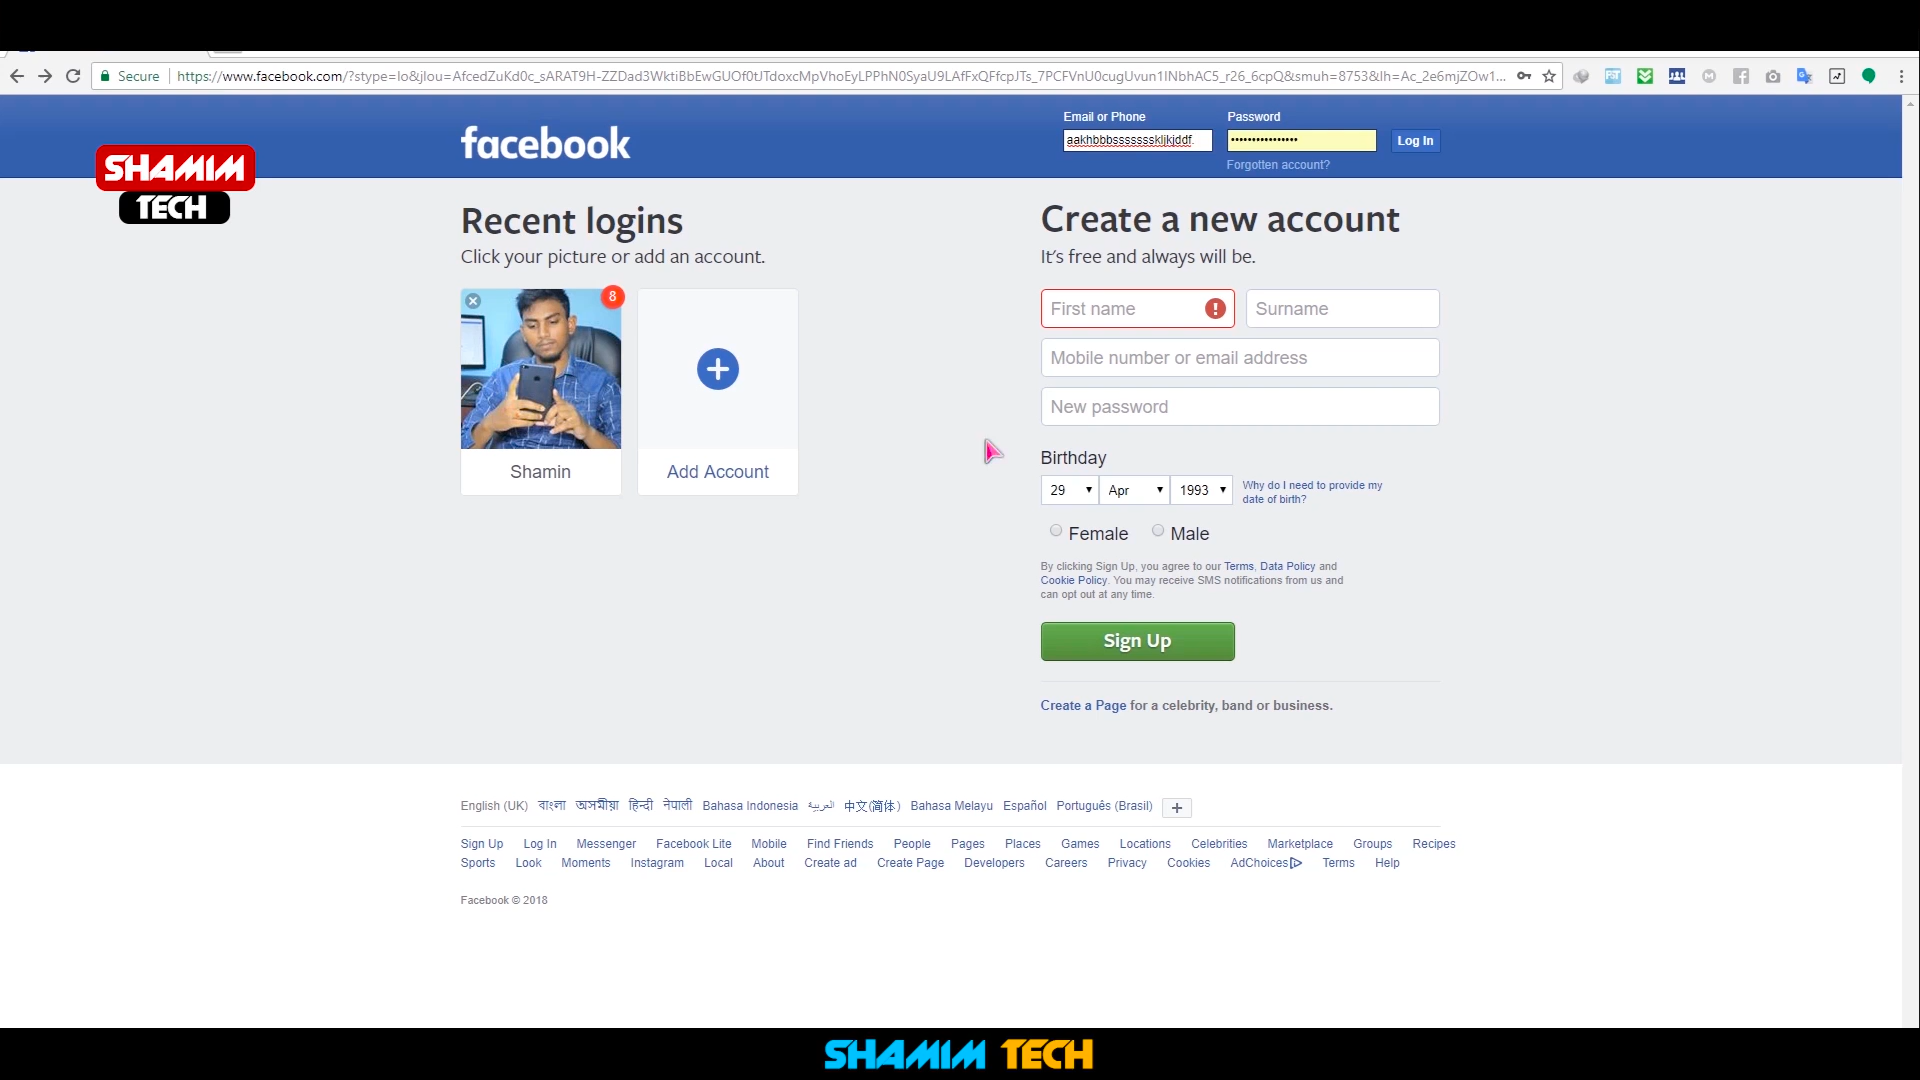 Secure https://www.facebook.com/?stype=lo&jlou=AfcedZuKd0c_sARAT9H-ZZDad3WktiBbEwGUOf0tJTdoxcMpVhoEyLPPhN0SyaU9LAfFxQFfcpJTs_7PCFVnU0cugUvun1INbhAC5_r26_6cpQ&smuh=8753&lh=Ac_2e6mjZOw1...
facebook
Email or Phone
Password
aakhbbbsssssssskljkjddf.
••••••••••••••••
Log In
Forgotten account?
SHAMIM
TECH
Recent logins
Click your picture or add an account.
8
Shamin
Add Account
Create a new account
It's free and always will be.
First name
Surname
Mobile number or email address
New password
Birthday
29 Apr 1993
Why do I need to provide my
date of birth?
Female Male
By clicking Sign Up, you agree to our Terms, Data Policy and
Cookie Policy. You may receive SMS notifications from us and
can opt out at any time.
Sign Up
Create a Page for a celebrity, band or business.
English (UK) বাংলা অসমীয়া हिन्दी नेपाली Bahasa Indonesia العربية 中文(简体) Bahasa Melayu Español Português (Brasil)
Sign Up Log In Messenger Facebook Lite Mobile Find Friends People Pages Places Games Locations Celebrities Marketplace Groups Recipes
Sports Look Moments Instagram Local About Create ad Create Page Developers Careers Privacy Cookies AdChoices Terms Help
Facebook © 2018
SHAMIM TECH